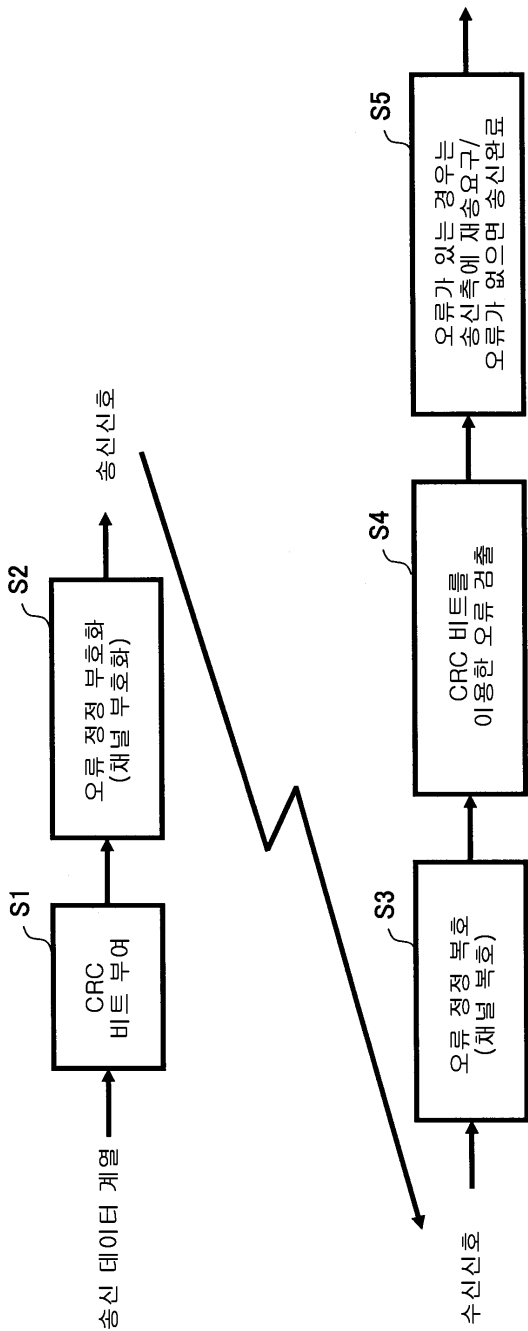 송신 데이터 계열
S1
CRC
비트 부여
S2
오류 정정 부호화
(채널 부호화)
송신신호
수신신호
S3
오류 정정 복호
(채널 복호)
S4
CRC 비트를
이용한 오류 검출
S5
오류가 있는 경우는
송신측에 재송요구/
오류가 없으면 송신완료